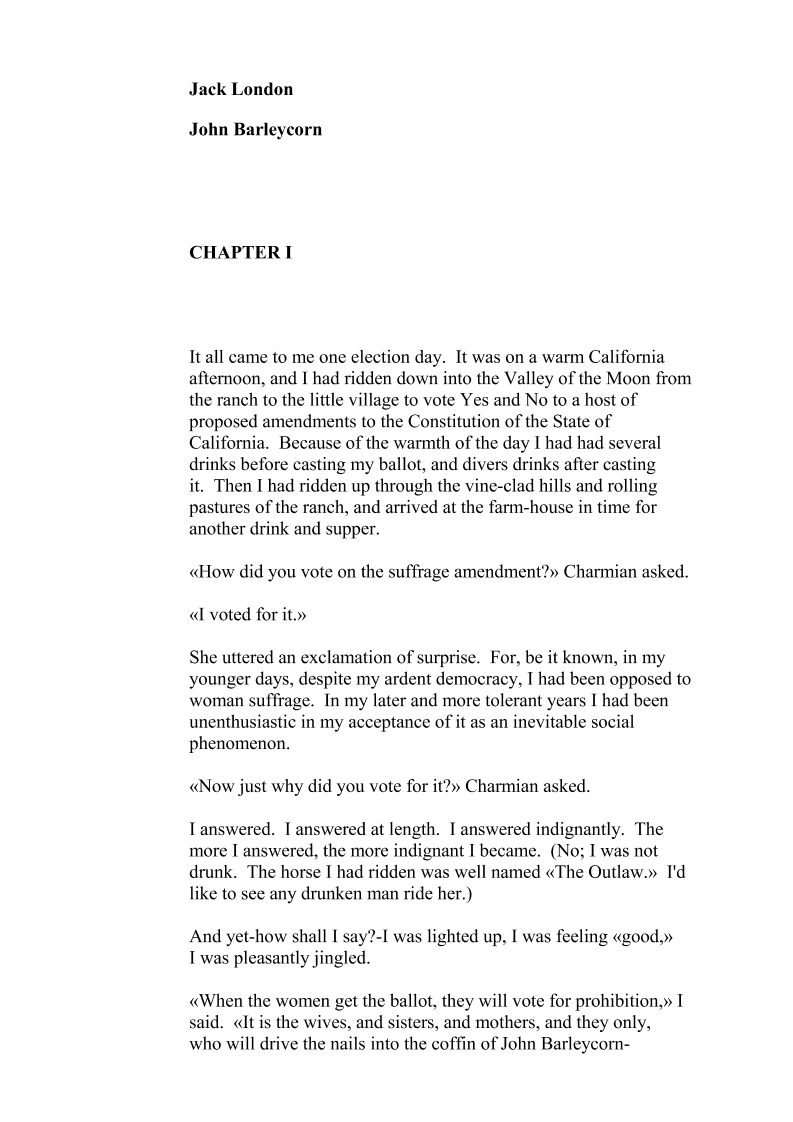 Jack London
John Barleycorn
CHAPTER I
It all came to me one election day.  It was on a warm California
afternoon, and I had ridden down into the Valley of the Moon from
the ranch to the little village to vote Yes and No to a host of
proposed amendments to the Constitution of the State of
California.  Because of the warmth of the day I had had several
drinks before casting my ballot, and divers drinks after casting
it.  Then I had ridden up through the vine-clad hills and rolling
pastures of the ranch, and arrived at the farm-house in time for
another drink and supper.
«How did you vote on the suffrage amendment?» Charmian asked.
«I voted for it.»
She uttered an exclamation of surprise.  For, be it known, in my
younger days, despite my ardent democracy, I had been opposed to
woman suffrage.  In my later and more tolerant years I had been
unenthusiastic in my acceptance of it as an inevitable social
phenomenon.
«Now just why did you vote for it?» Charmian asked.
I answered.  I answered at length.  I answered indignantly.  The
more I answered, the more indignant I became.  (No; I was not
drunk.  The horse I had ridden was well named «The Outlaw.»  I'd
like to see any drunken man ride her.)
And yet-how shall I say?-I was lighted up, I was feeling «good,»
I was pleasantly jingled.
«When the women get the ballot, they will vote for prohibition,» I
said.  «It is the wives, and sisters, and mothers, and they only,
who will drive the nails into the coffin of John Barleycorn-